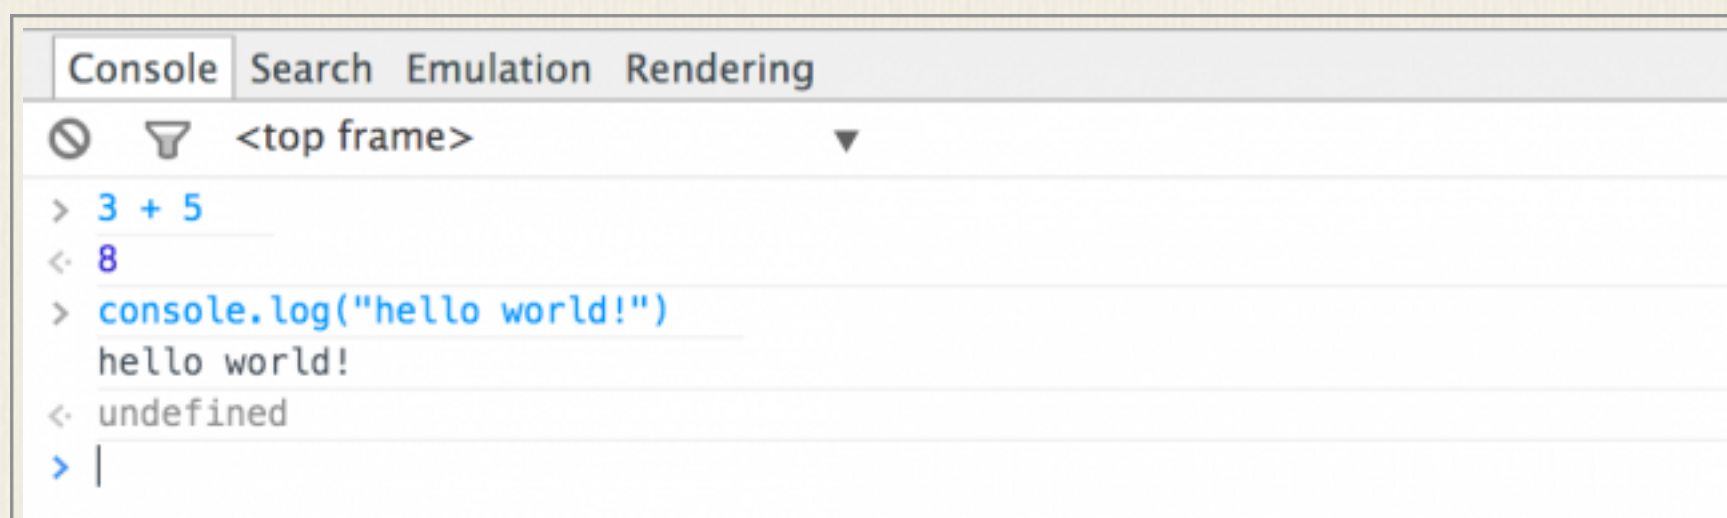 Console Search Emulation Rendering
<top frame>
> 3 + 5
8
> console.log("hello world!")
hello world!
undefined
>